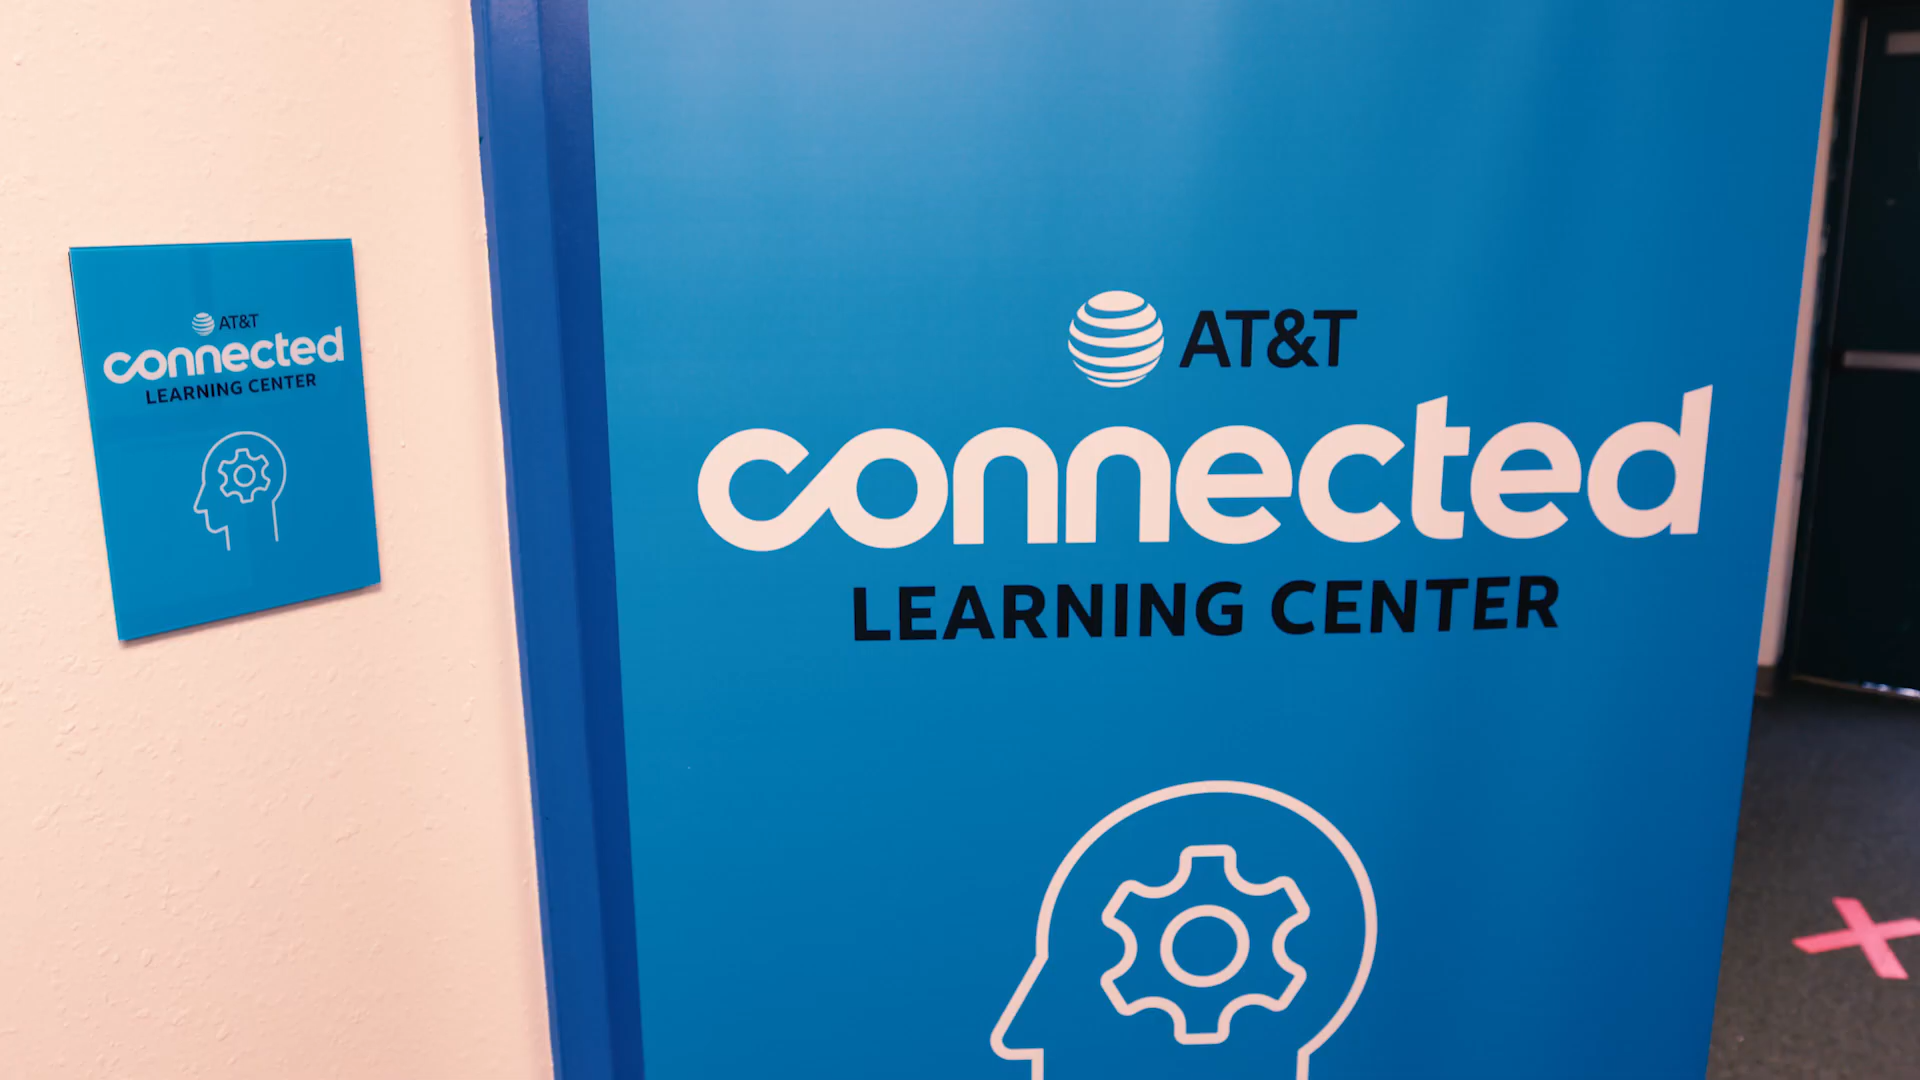 AT&T
connected
LEARNING CENTER
AT&T
connected
LEARNING CENTER